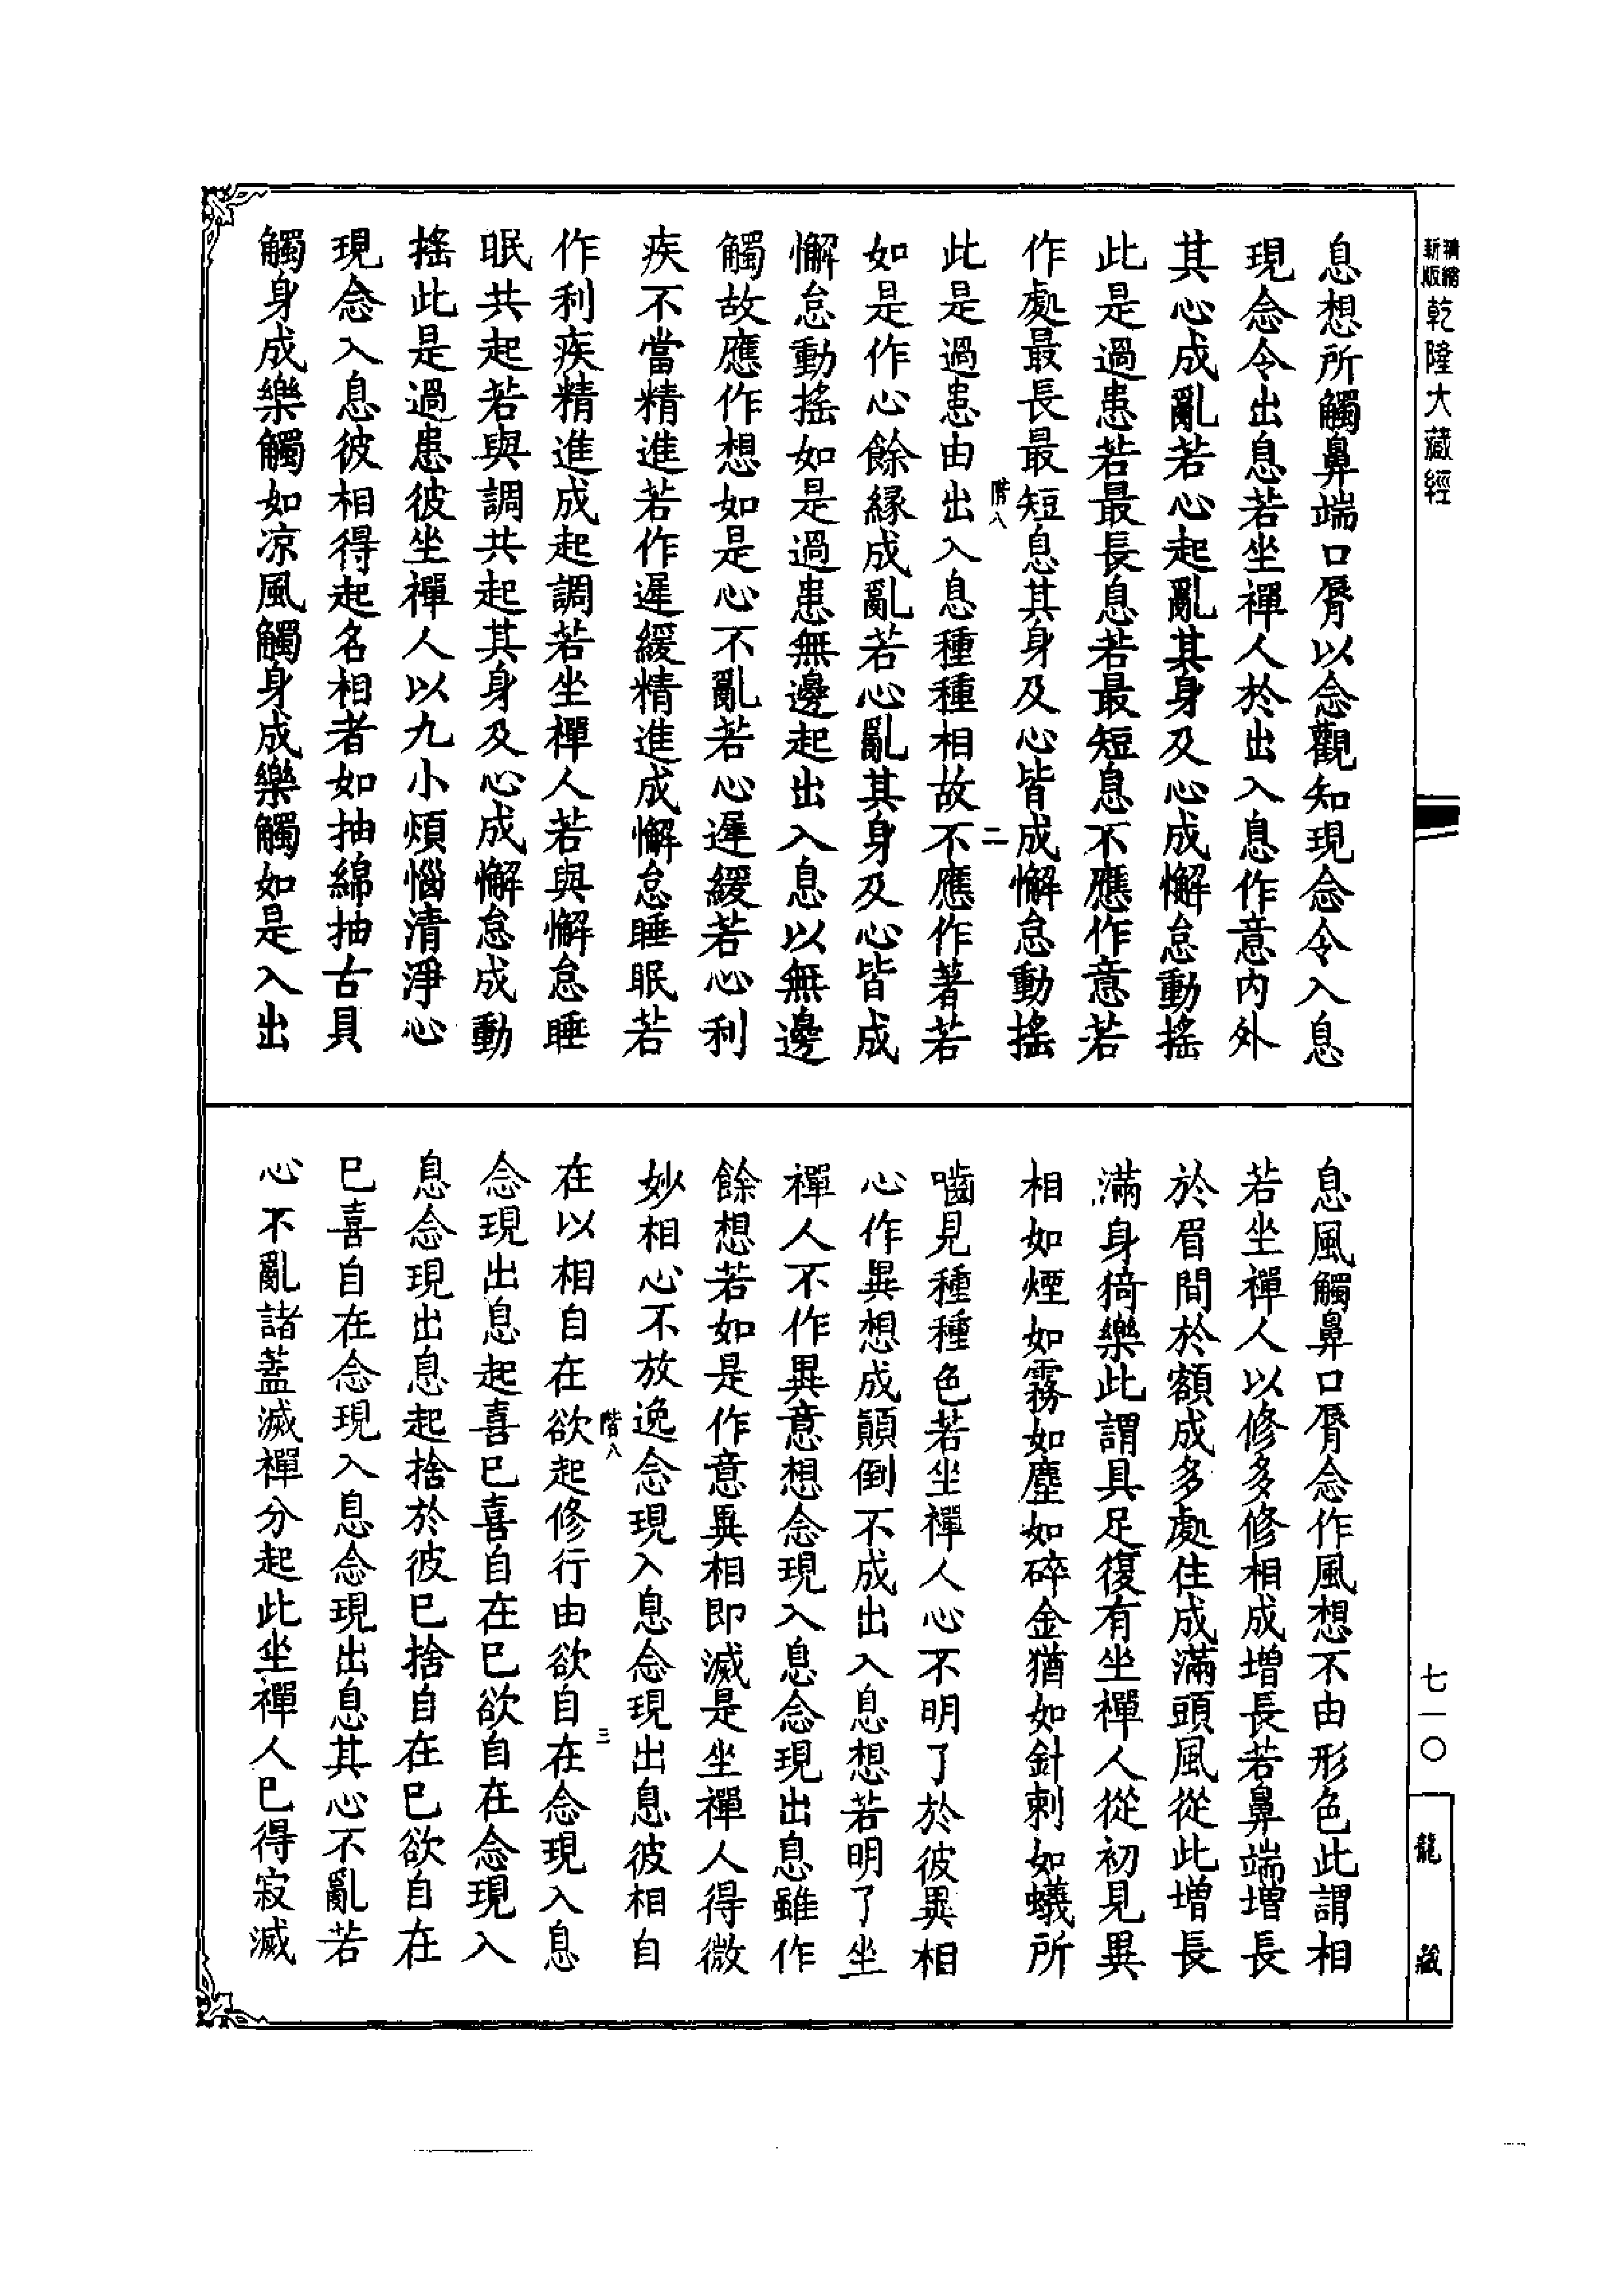 精縮
新版
乾隆大藏經
息想所觸鼻端口脣以念觀知現念令入息
現念令出息若坐禪人於出入息作意內外
其心成亂若心起亂其身及心成懈怠動搖
此是過患若最長息若最短息不應作意若
作處最長最短息其身及心皆成懈怠動搖
階八
二
此是過患由出入息種種相故不應作著若
如是作心餘緣成亂若心亂其身及心皆成
懈怠動搖如是過患無邊起出入息以無邊
觸故應作想如是心不亂若心遲緩若心利
疾不當精進若作遲緩精進成懈怠睡眠若
作利疾精進成起調若坐禪人若與懈怠睡
眠共起若與調共起其身及心成懈怠成動
搖此是過患彼坐禪人以九小煩惱清淨心
現念入息彼相得起名相者如抽綿抽古貝
觸身成樂觸如凉風觸身成樂觸如是入出
息風觸鼻口脣念作風想不由形色此謂相
若坐禪人以修多修相成增長若鼻端增長
於眉間於額成多處住成滿頭風從此增長
滿身猗樂此謂具足復有坐禪人從初見異
相如煙如霧如塵如碎金猶如針刺如蟻所
嚙見種種色若坐禪人心不明了於彼異相
心作異想成顛倒不成出入息想若明了坐
禪人不作異意想念現入息念現出息雖作
餘想若如是作意異相即滅是坐禪人得微
妙相心不放逸念現入息念現出息彼相自
階八
三
在以相自在欲起修行由欲自在念現入息
念現出息起喜已喜自在已欲自在念現入
息念現出息起捨於彼已捨自在已欲自在
已喜自在念現入息念現出息其心不亂若
心不亂諸蓋滅禪分起此坐禪人已得寂滅
七一〇
龍藏